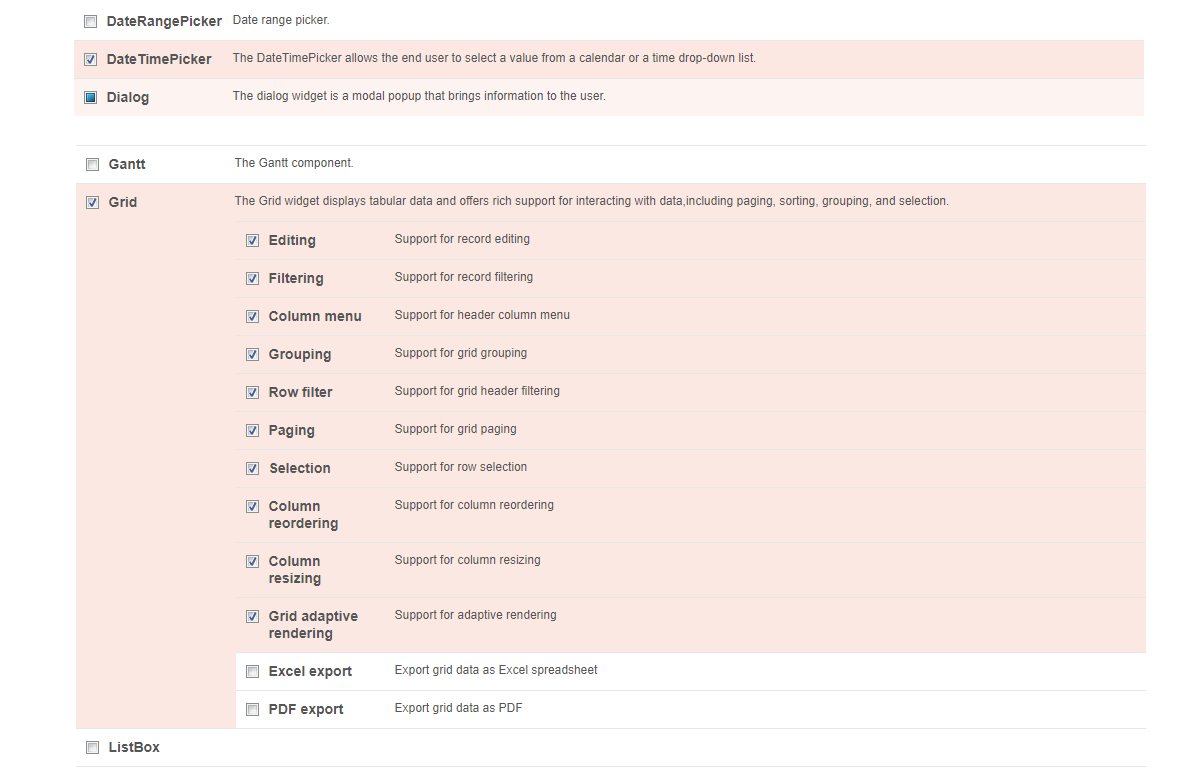 DateRangePicker Date range picker.
DateTimePicker The DateTimePicker allows the end user to select a value from a calendar or a time drop-down list.
Dialog The dialog widget is a modal popup that brings information to the user.
Gantt The Gantt component.
Grid The Grid widget displays tabular data and offers rich support for interacting with data,including paging, sorting, grouping, and selection.
Editing Support for record editing
Filtering Support for record filtering
Column menu Support for header column menu
Grouping Support for grid grouping
Row filter Support for grid header filtering
Paging Support for grid paging
Selection Support for row selection
Column Support for column reordering
reordering
Column Support for column resizing
resizing
Grid adaptive Support for adaptive rendering
rendering
Excel export Export grid data as Excel spreadsheet
PDF export Export grid data as PDF
ListBox